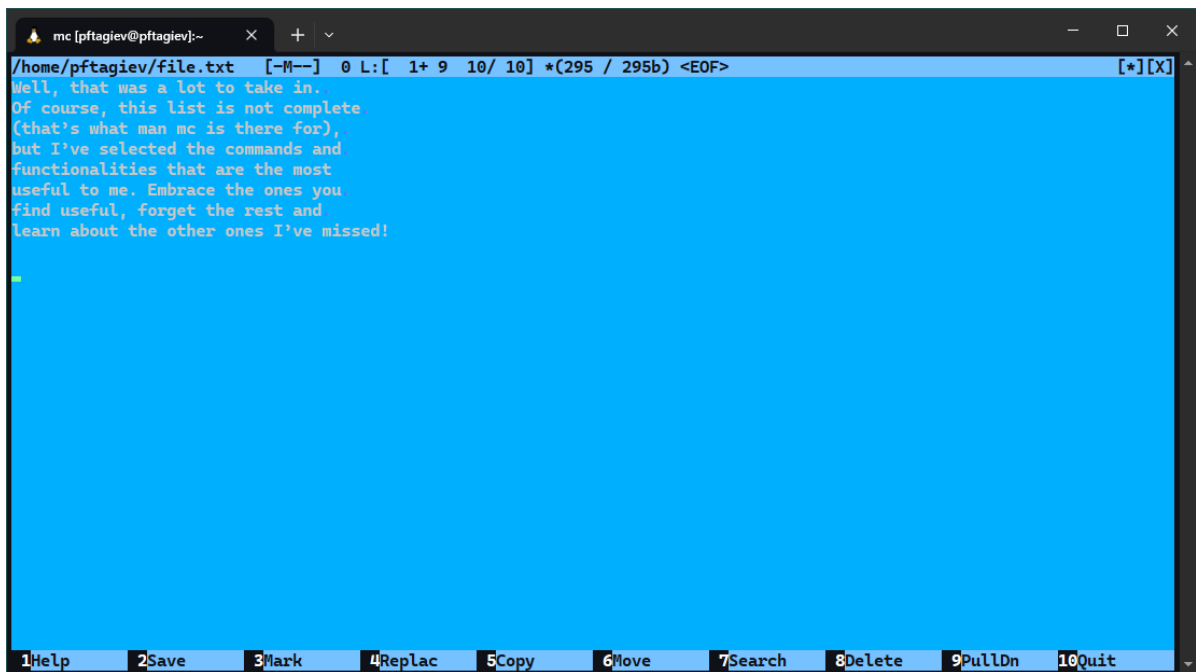 mc [pftagiev@pftagiev]:~
/home/pftagiev/file.txt [-M--] 0 L:[ 1+ 9 10/ 10] *(295 / 295b) <EOF> [*][X]
Well, that was a lot to take in..
Of course, this list is not complete.
(that’s what man mc is there for),.
but I’ve selected the commands and.
functionalities that are the most
useful to me. Embrace the ones you.
find useful, forget the rest and.
learn about the other ones I’ve missed!
1Help 2Save 3Mark 4Replac 5Copy 6Move 7Search 8Delete 9PullDn 10Quit